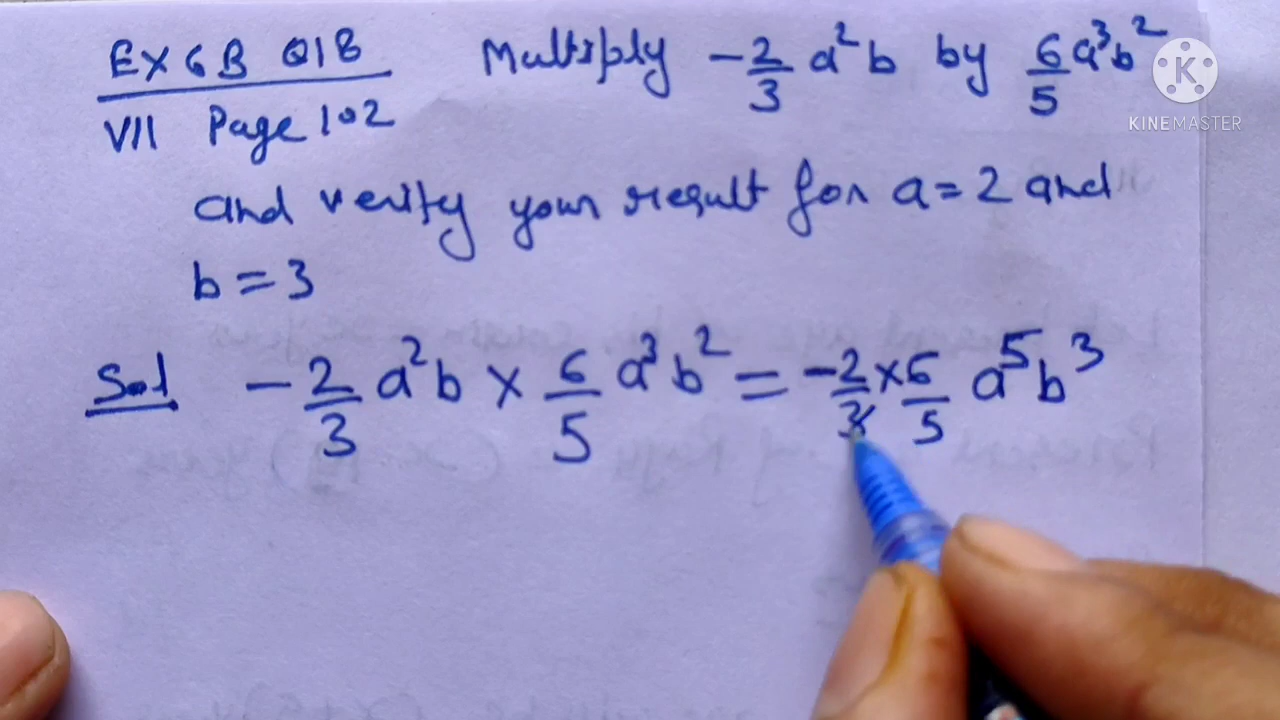 EX 6B Q18 Multiply -2/3 a²b by 6/5 a³b²
VII Page 102
and verify your result for a=2 and
b=3
Sol -2/3 a²b × 6/5 a³b² = -2/3 × 6/5 a⁵b³
K
KINEMASTER